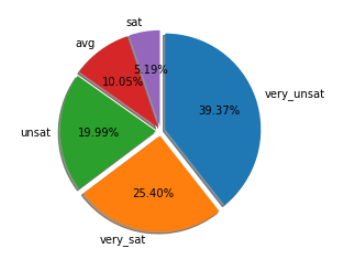 sat
avg
5.19%
10.05%
very_unsat
39.37%
unsat
19.99%
25.40%
very_sat